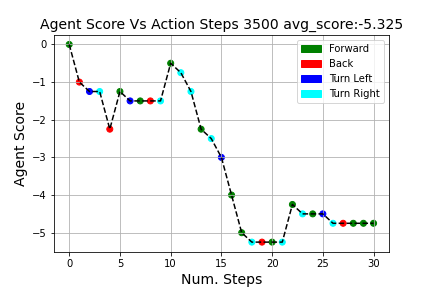 Agent Score Vs Action Steps 3500 avg_score:-5.325
Forward
Back
Turn Left
Turn Right
Agent Score
0
−1
−2
−3
−4
−5
0 5 10 15 20 25 30
Num. Steps